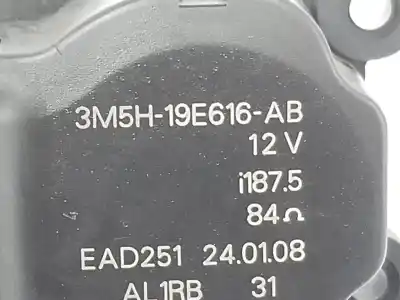 3M5H-19E616-AB
12 V
i187.5
84Ω
EAD251 24.01.08
AL1RB 31